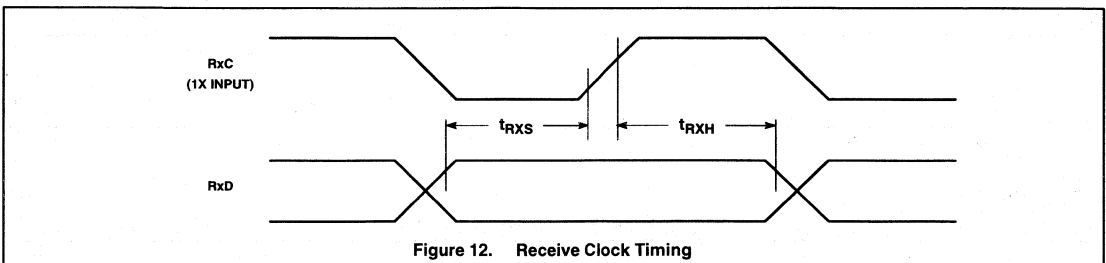 RxC
(1X INPUT)
tRXS
tRXH
RxD
Figure 12. Receive Clock Timing